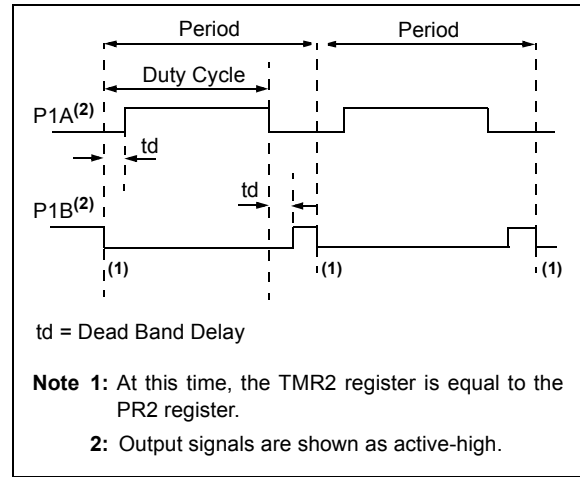 Period Period
Duty Cycle
P1A(2)
td
td
P1B(2)
(1) (1) (1)
td = Dead Band Delay
Note 1: At this time, the TMR2 register is equal to the
PR2 register.
2: Output signals are shown as active-high.